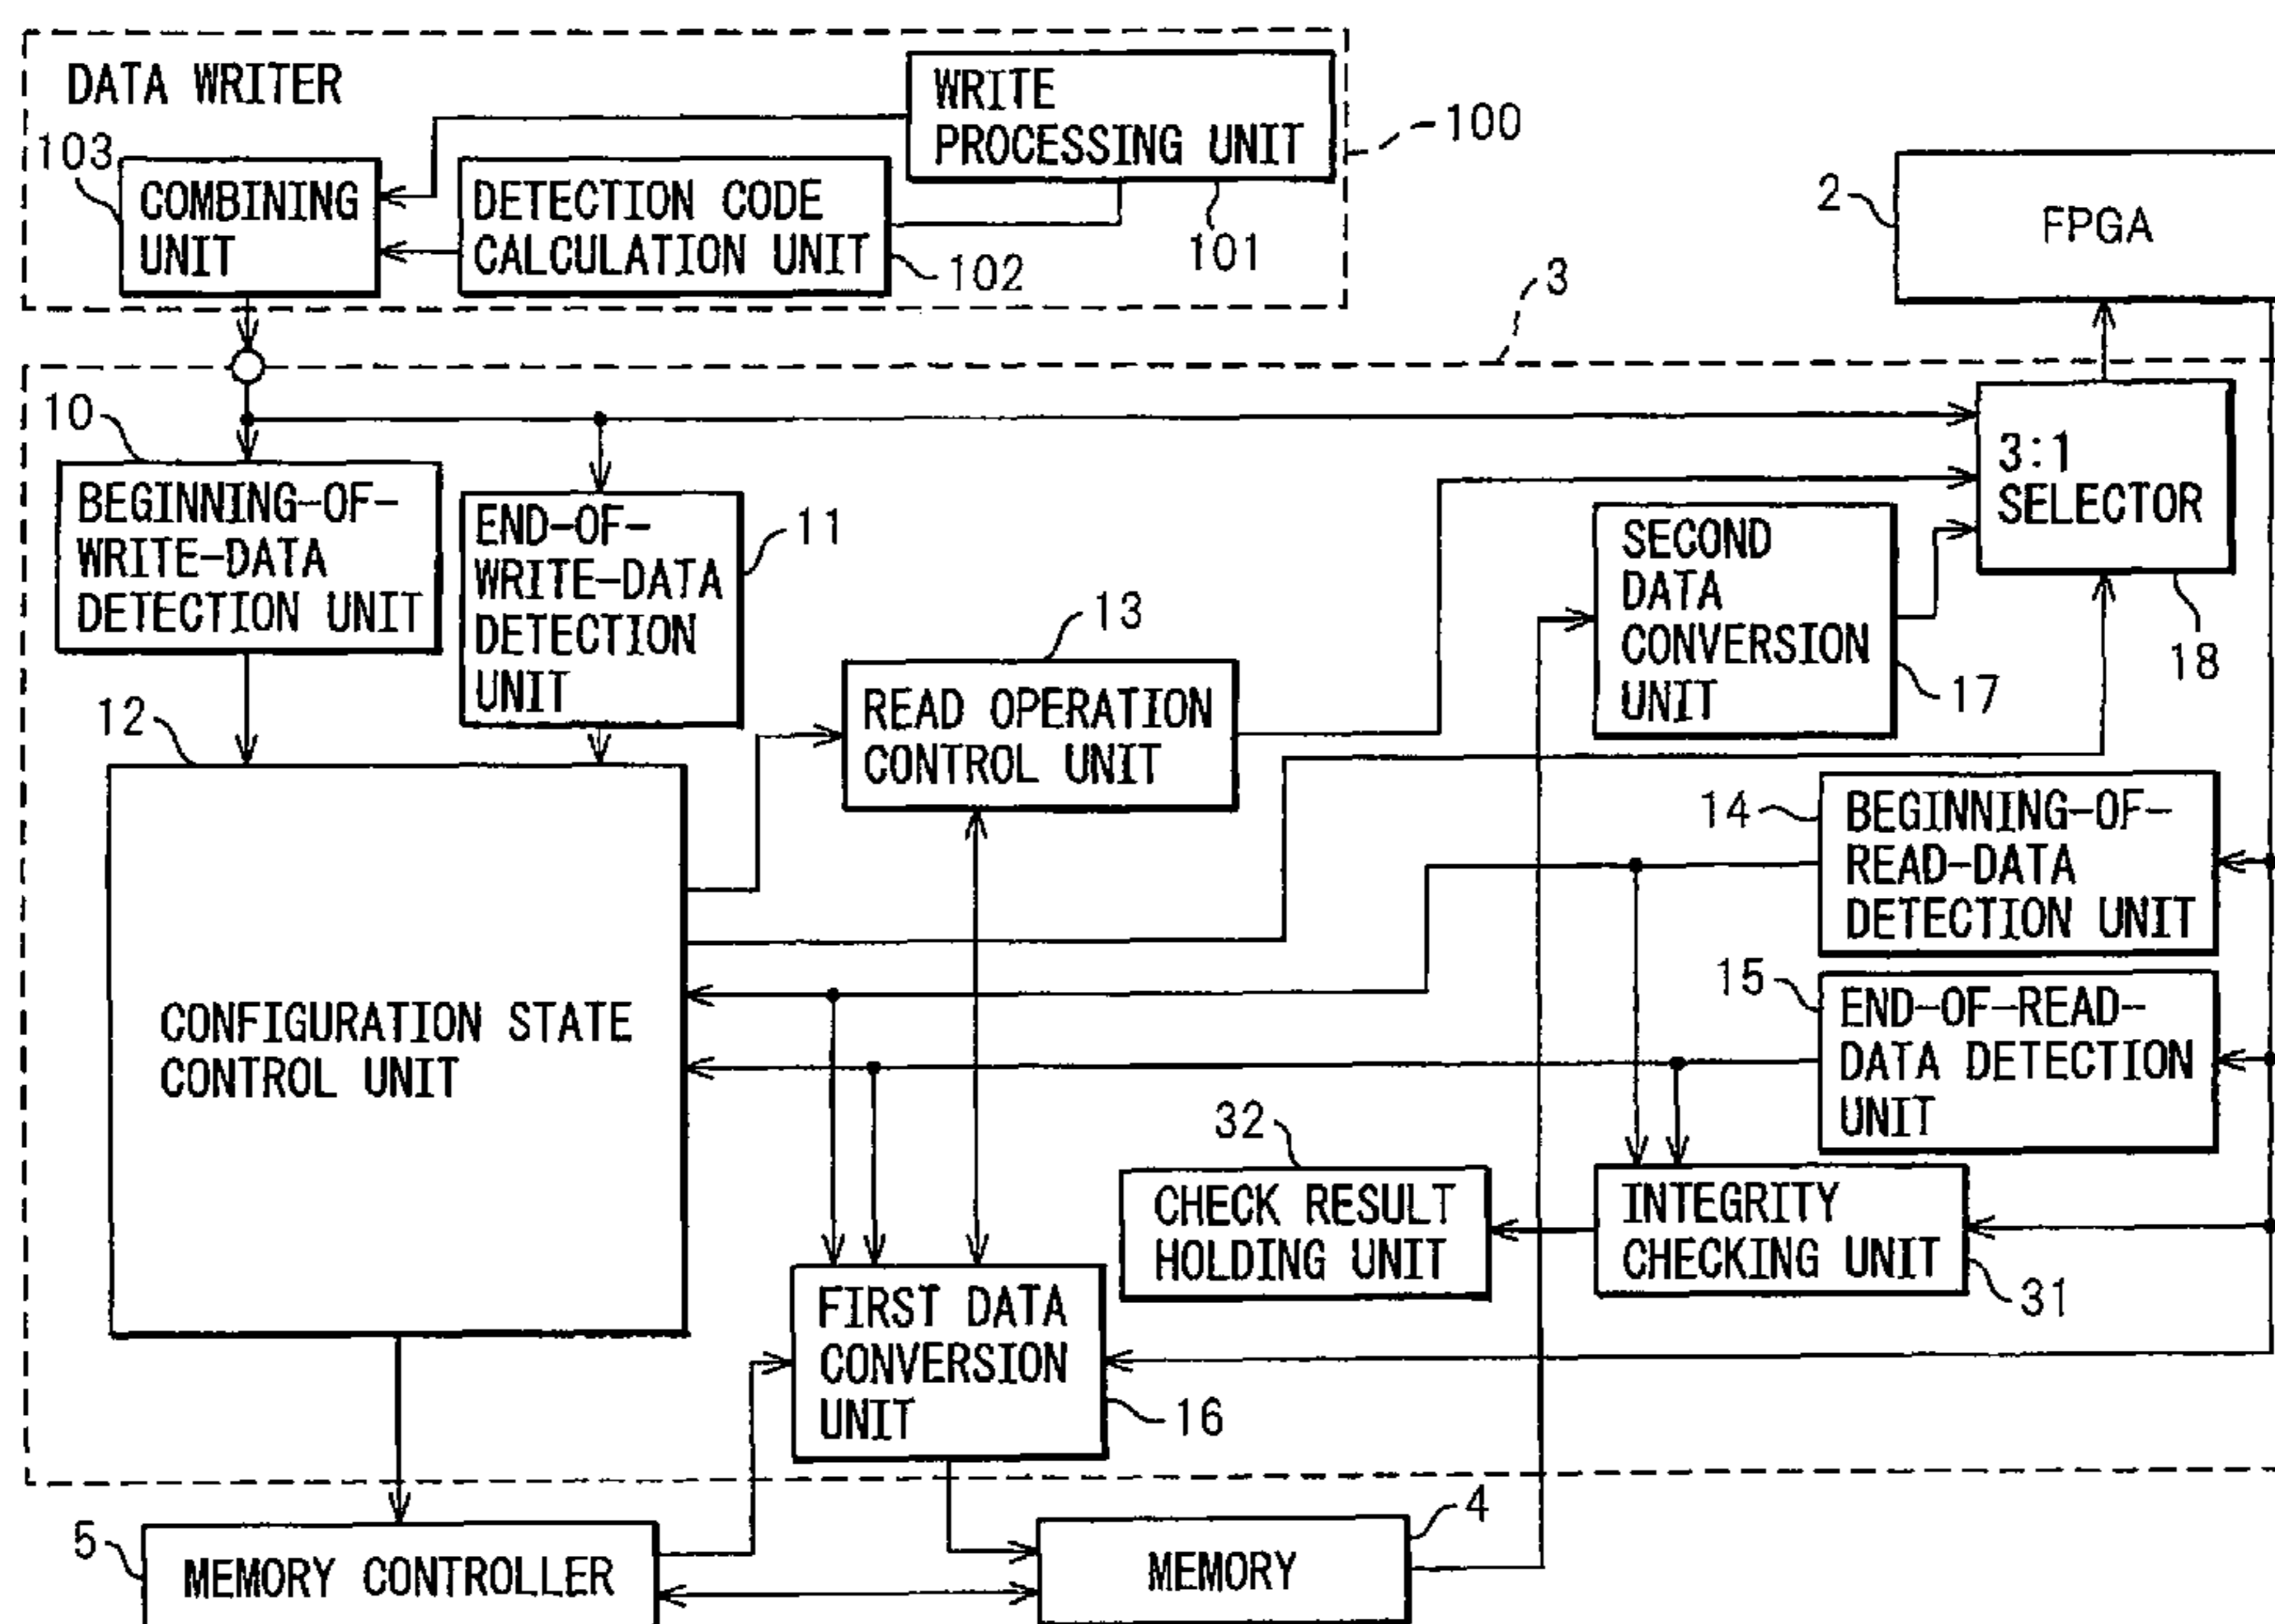 DATA WRITER
WRITE
PROCESSING UNIT
100
103
COMBINING
UNIT
DETECTION CODE
CALCULATION UNIT
101
102
2
FPGA
3
10
BEGINNING-OF-
WRITE-DATA
DETECTION UNIT
END-OF-
WRITE-DATA
DETECTION
UNIT
11
3:1
SELECTOR
18
SECOND
DATA
CONVERSION
UNIT
17
13
READ OPERATION
CONTROL UNIT
12
CONFIGURATION STATE
CONTROL UNIT
14
BEGINNING-OF-
READ-DATA
DETECTION UNIT
15
END-OF-READ-
DATA DETECTION
UNIT
32
CHECK RESULT
HOLDING UNIT
INTEGRITY
CHECKING UNIT
31
FIRST DATA
CONVERSION
UNIT
16
5
MEMORY CONTROLLER
4
MEMORY